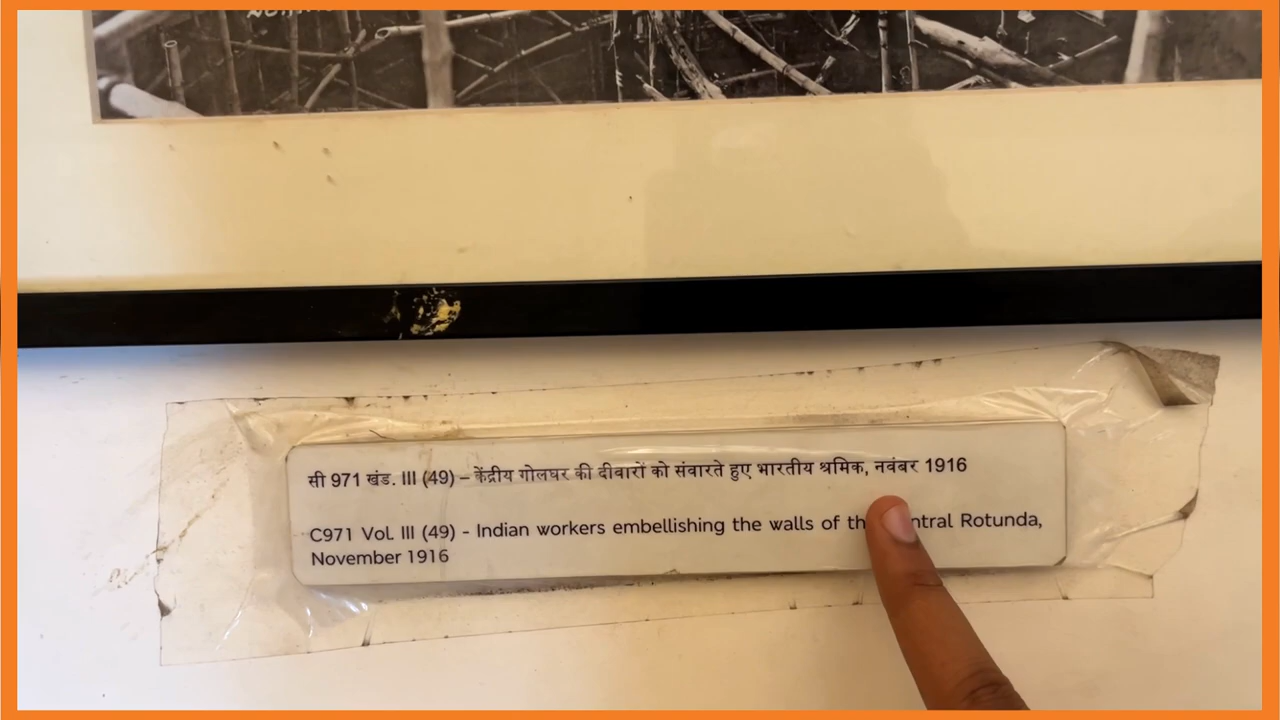 सी 971 खंड. III (49) – केंद्रीय गोलघर की दीवारों को संवारते हुए भारतीय श्रमिक, नवंबर 1916
C971 Vol. III (49) - Indian workers embellishing the walls of Rotunda,
November 1916